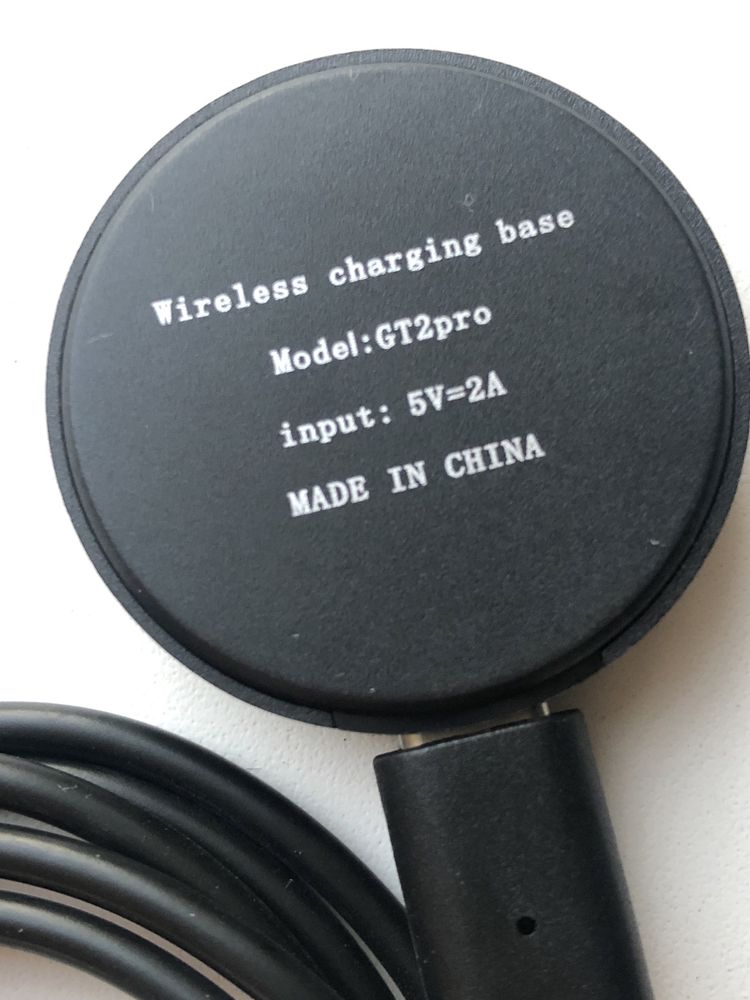 Wireless charging base
Model:GT2pro
input: 5V=2A
MADE IN CHINA